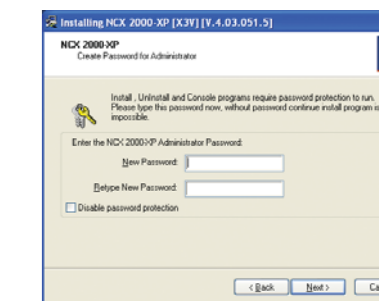 Installing NCX 2000-XP [X3V] [V.4.03.051.5]
NCX 2000-XP
Create Password for Administrator
Install , UnInstall and Console programs require password protection to run.
Please type this password now, without password continue install program is
impossible.
Enter the NCX 2000-XP Administrator Password:
New Password:
Retype New Password:
Disable password protection
< Back Next > Ca